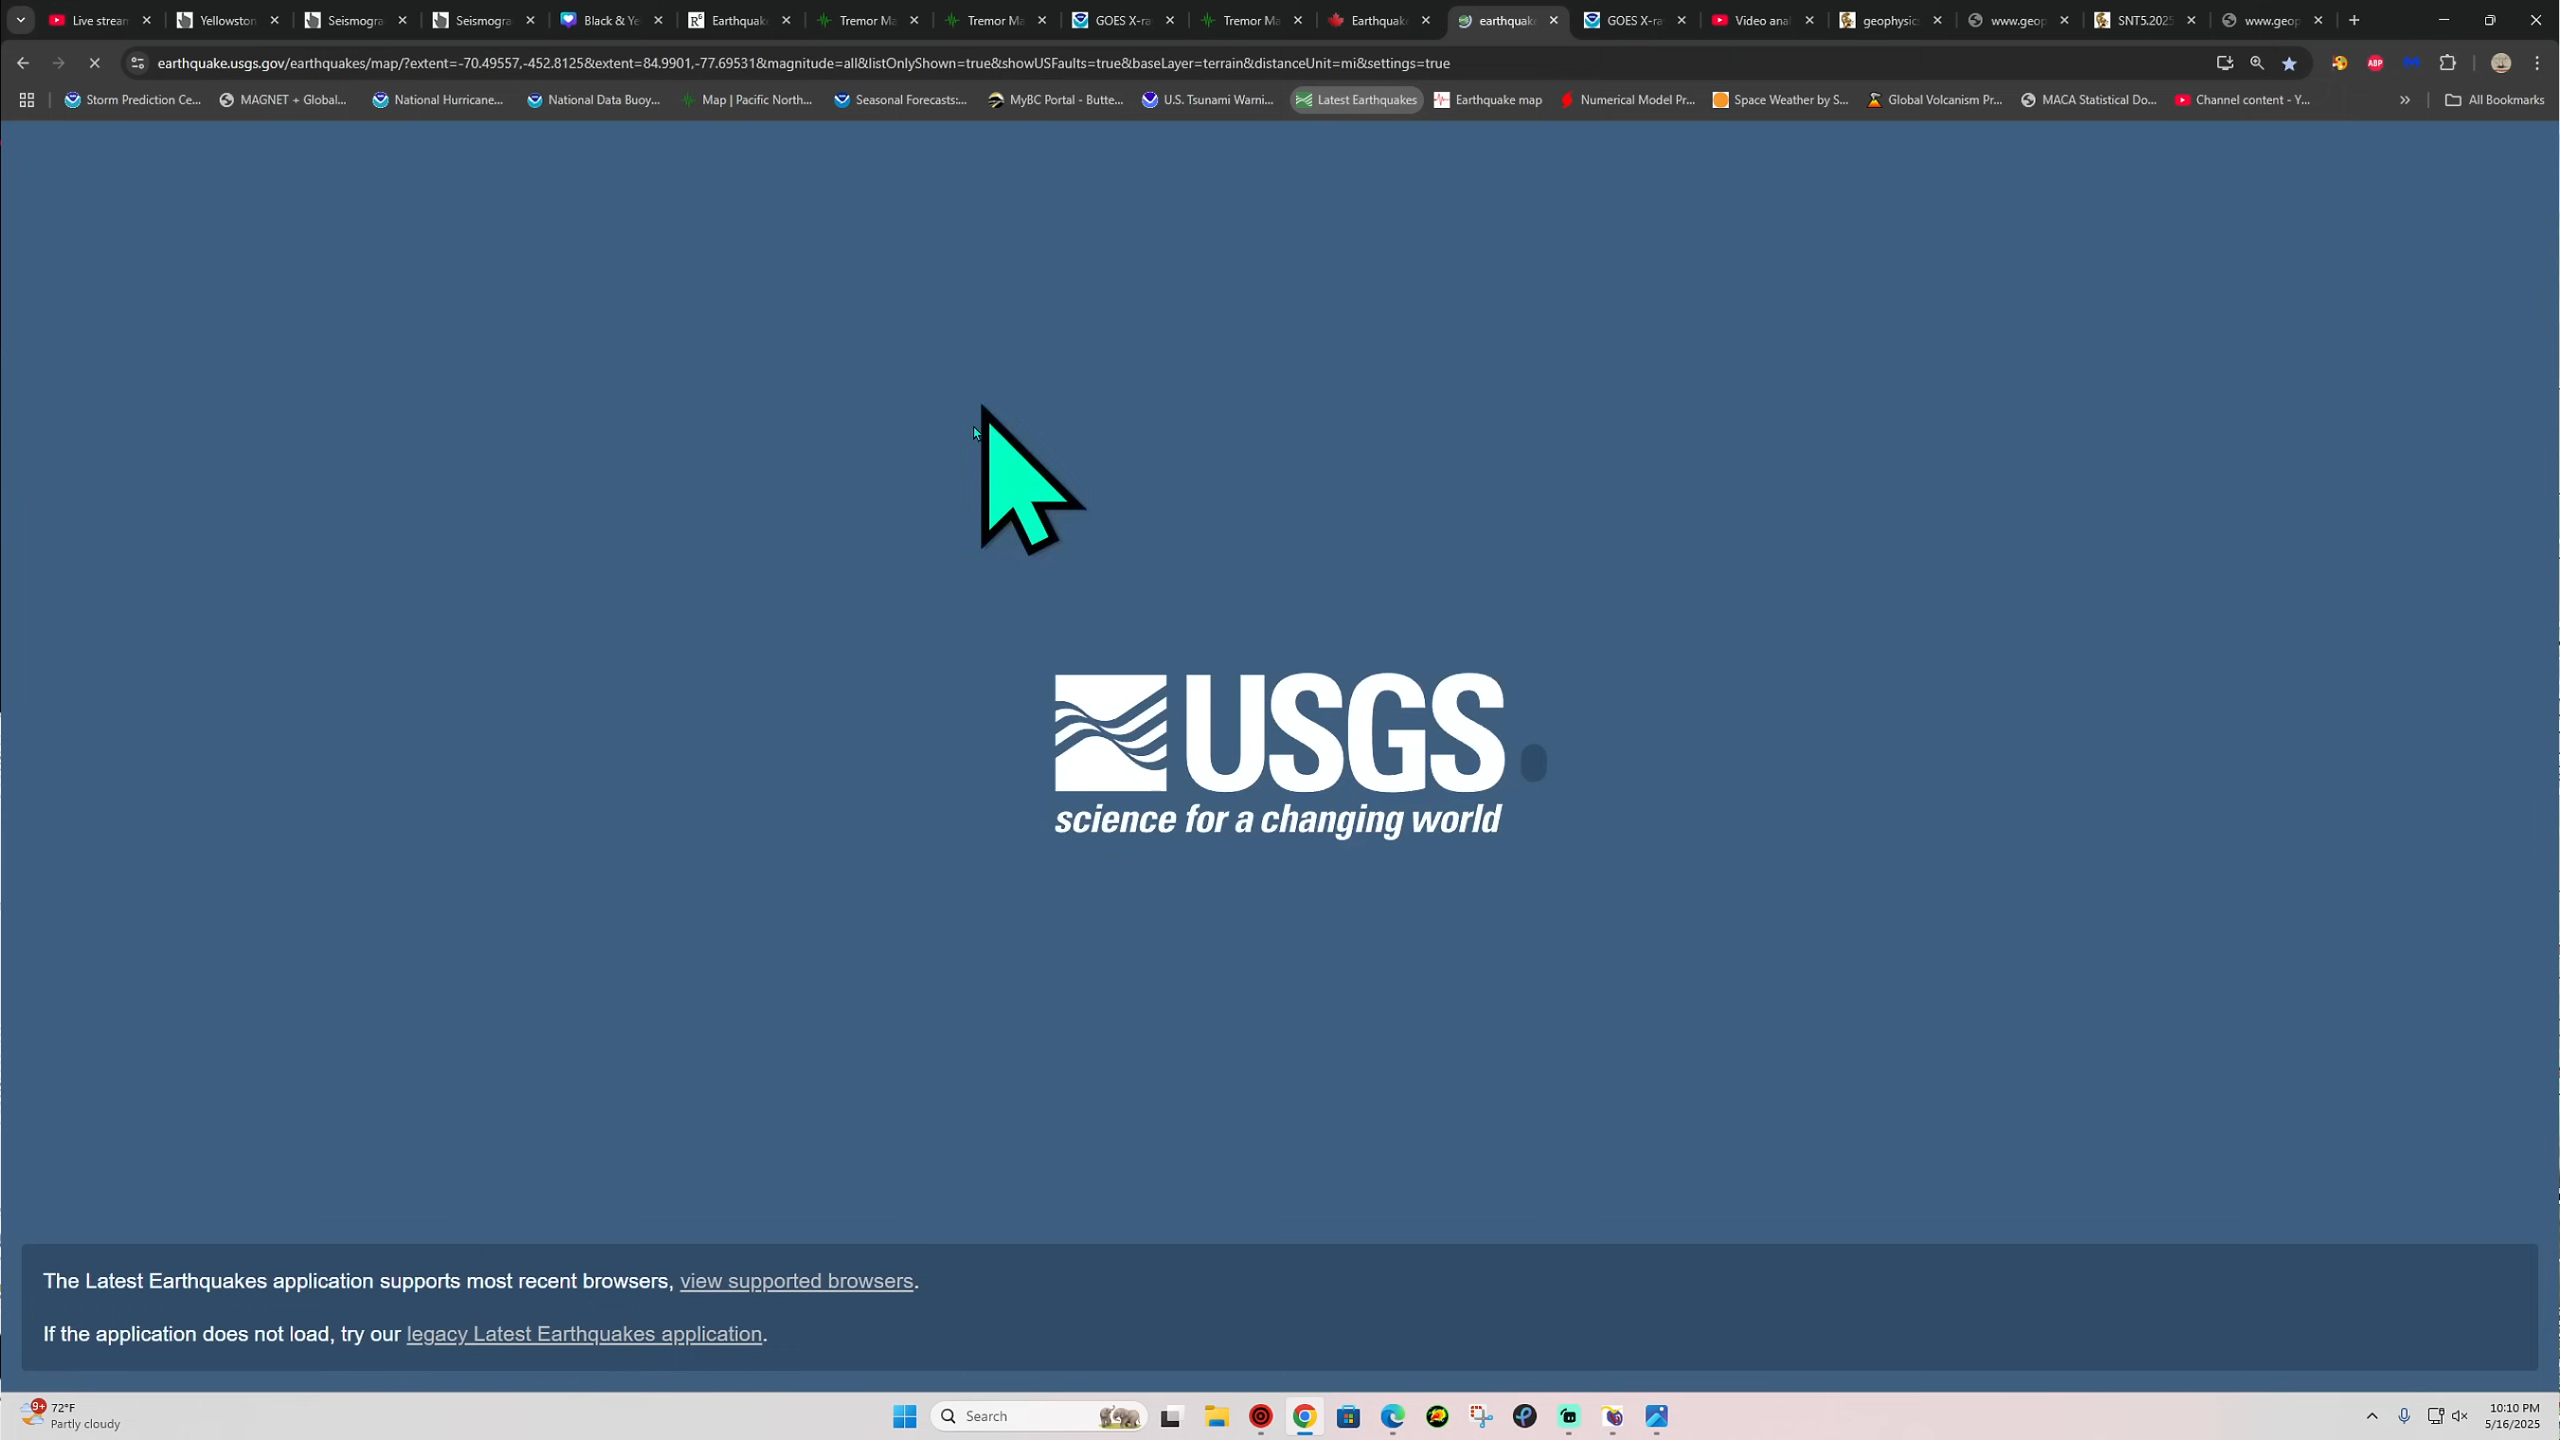 Live stream
Yellowston
Seismogra
Seismogra
Black & Ye
Earthquake
Tremor Ma
Tremor Ma
GOES X-ra
Tremor Ma
Earthquake
earthquake
GOES X-ra
Video anal
geophysic
www.geop
SNT5.2025
www.geop
earthquake.usgs.gov/earthquakes/map/?extent=-70.49557,-452.8125&extent=84.9901,-77.69531&magnitude=all&listOnlyShown=true&showUSFaults=true&baseLayer=terrain&distanceUnit=mi&settings=true
ABP
Storm Prediction Ce...
MAGNET + Global...
National Hurricane...
National Data Buoy...
Map | Pacific North...
Seasonal Forecasts:...
MyBC Portal - Butte...
U.S. Tsunami Warni...
Latest Earthquakes
Earthquake map
Numerical Model Pr...
Space Weather by S...
Global Volcanism Pr...
MACA Statistical Do...
Channel content - Y...
All Bookmarks
USGS
science for a changing world
The Latest Earthquakes application supports most recent browsers, view supported browsers.
If the application does not load, try our legacy Latest Earthquakes application.
9+
72°F
Partly cloudy
Search
10:10 PM
5/16/2025